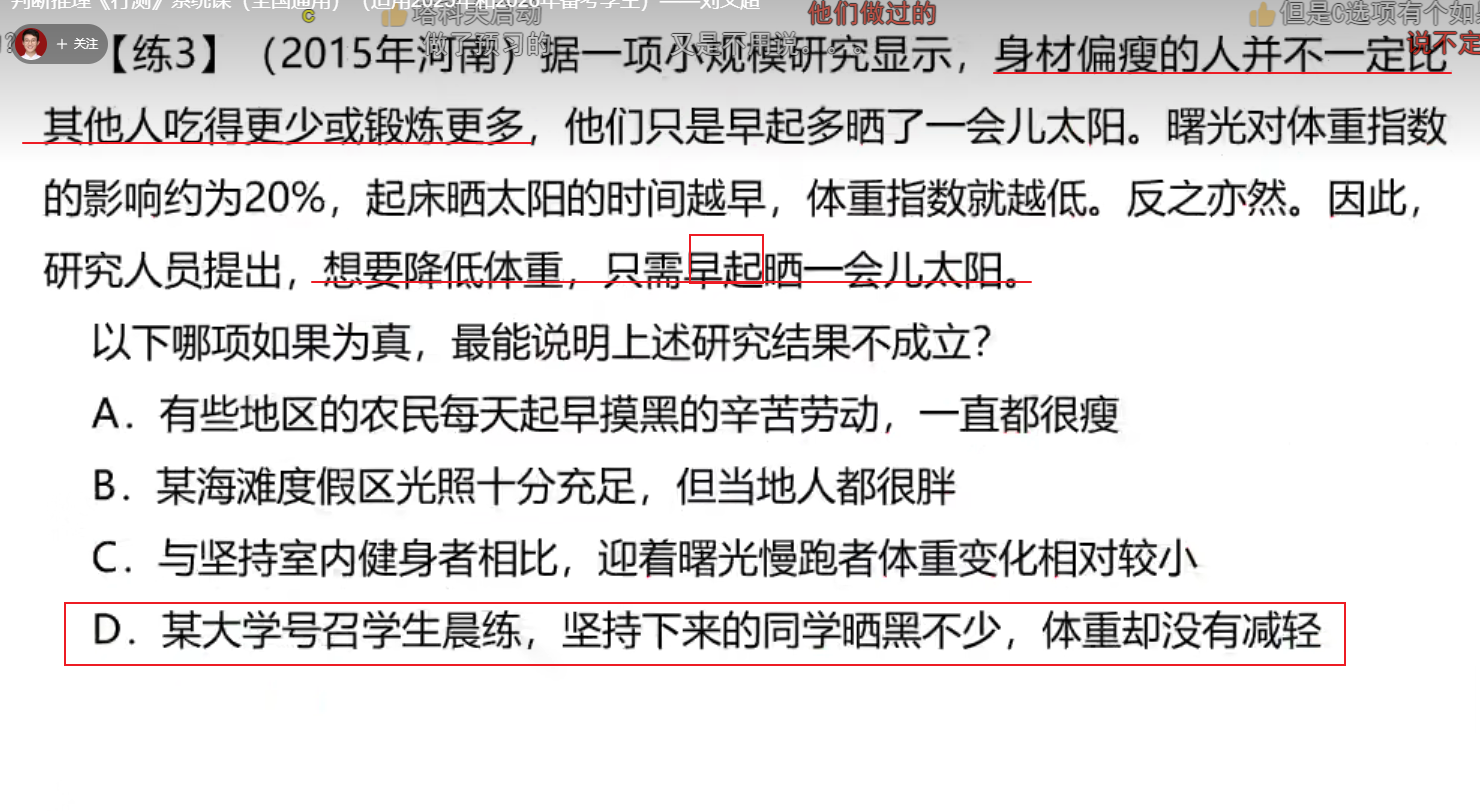 判断推理《行测》系统课（全国通用）（适用2025年和2026年备考学生）——刘文超
塔科夫启动
他们做过的
但是C选项有个如果
+ 关注
做了预习的
又是不用说。。。
说不定
【练3】（2015年河南）据一项小规模研究显示，身材偏瘦的人并不一定比
其他人吃得更少或锻炼更多，他们只是早起多晒了一会儿太阳。曙光对体重指数
的影响约为20%，起床晒太阳的时间越早，体重指数就越低。反之亦然。因此，
研究人员提出，想要降低体重，只需早起晒一会儿太阳。
以下哪项如果为真，最能说明上述研究结果不成立？
A．有些地区的农民每天起早摸黑的辛苦劳动，一直都很瘦
B．某海滩度假区光照十分充足，但当地人都很胖
C．与坚持室内健身者相比，迎着曙光慢跑者体重变化相对较小
D．某大学号召学生晨练，坚持下来的同学晒黑不少，体重却没有减轻